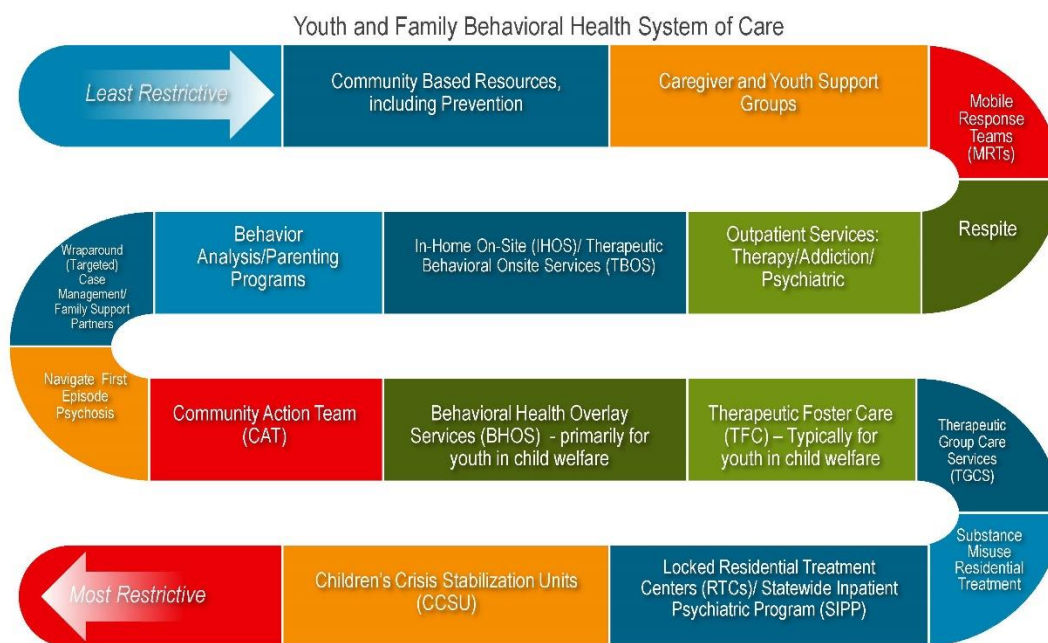 Youth and Family Behavioral Health System of Care
Least Restrictive
Community Based Resources,
including Prevention
Caregiver and Youth Support
Groups
Mobile
Response
Teams
(MRTs)
Respite
Outpatient Services:
Therapy/Addiction/
Psychiatric
In-Home On-Site (IHOS)/ Therapeutic
Behavioral Onsite Services (TBOS)
Behavior
Analysis/Parenting
Programs
Wraparound
(Targeted)
Case
Management/
Family Support
Partners
Navigate First
Episode
Psychosis
Community Action Team
(CAT)
Behavioral Health Overlay
Services (BHOS) - primarily for
youth in child welfare
Therapeutic Foster Care
(TFC) – Typically for
youth in child welfare
Therapeutic
Group Care
Services
(TGCS)
Substance
Misuse
Residential
Treatment
Locked Residential Treatment
Centers (RTCs)/ Statewide Inpatient
Psychiatric Program (SIPP)
Children's Crisis Stabilization Units
(CCSU)
Most Restrictive